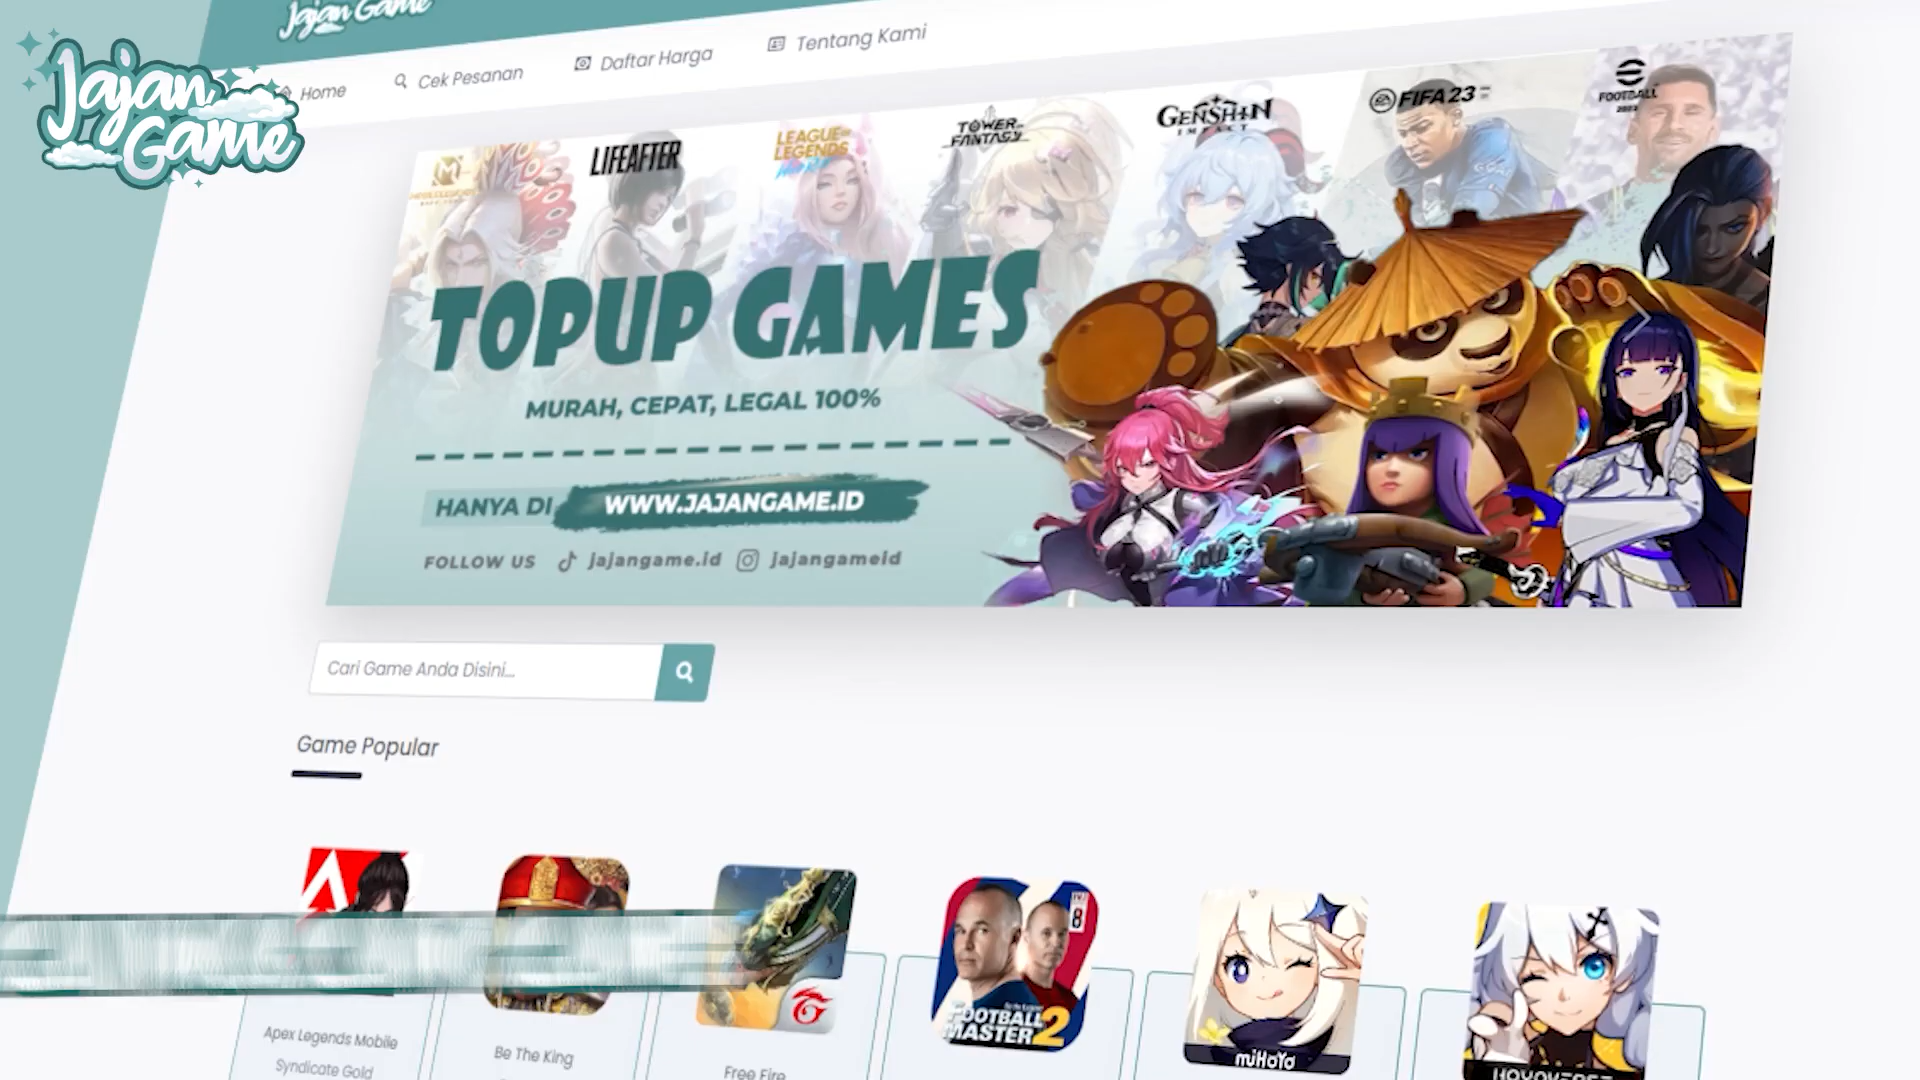 Jajan Game
Jajan
Game
Home
Cek Pesanan
Daftar Harga
Tentang Kami
LIFEAFTER
LEAGUE OF
LEGENDS
TOWER OF
FANTASY
GENSHIN
IMPACT
FIFA 23
FOOTBALL
TOPUP GAMES
MURAH, CEPAT, LEGAL 100%
HANYA DI
WWW.JAJANGAME.ID
FOLLOW US
jajangame.id
jajangameid
Cari Game Anda Disini...
Game Popular
8
FOOTBALL
MASTER 2
miHoYo
HOYOVERSE
Apex Legends Mobile
Syndicate Gold
Be The King
Free Fire